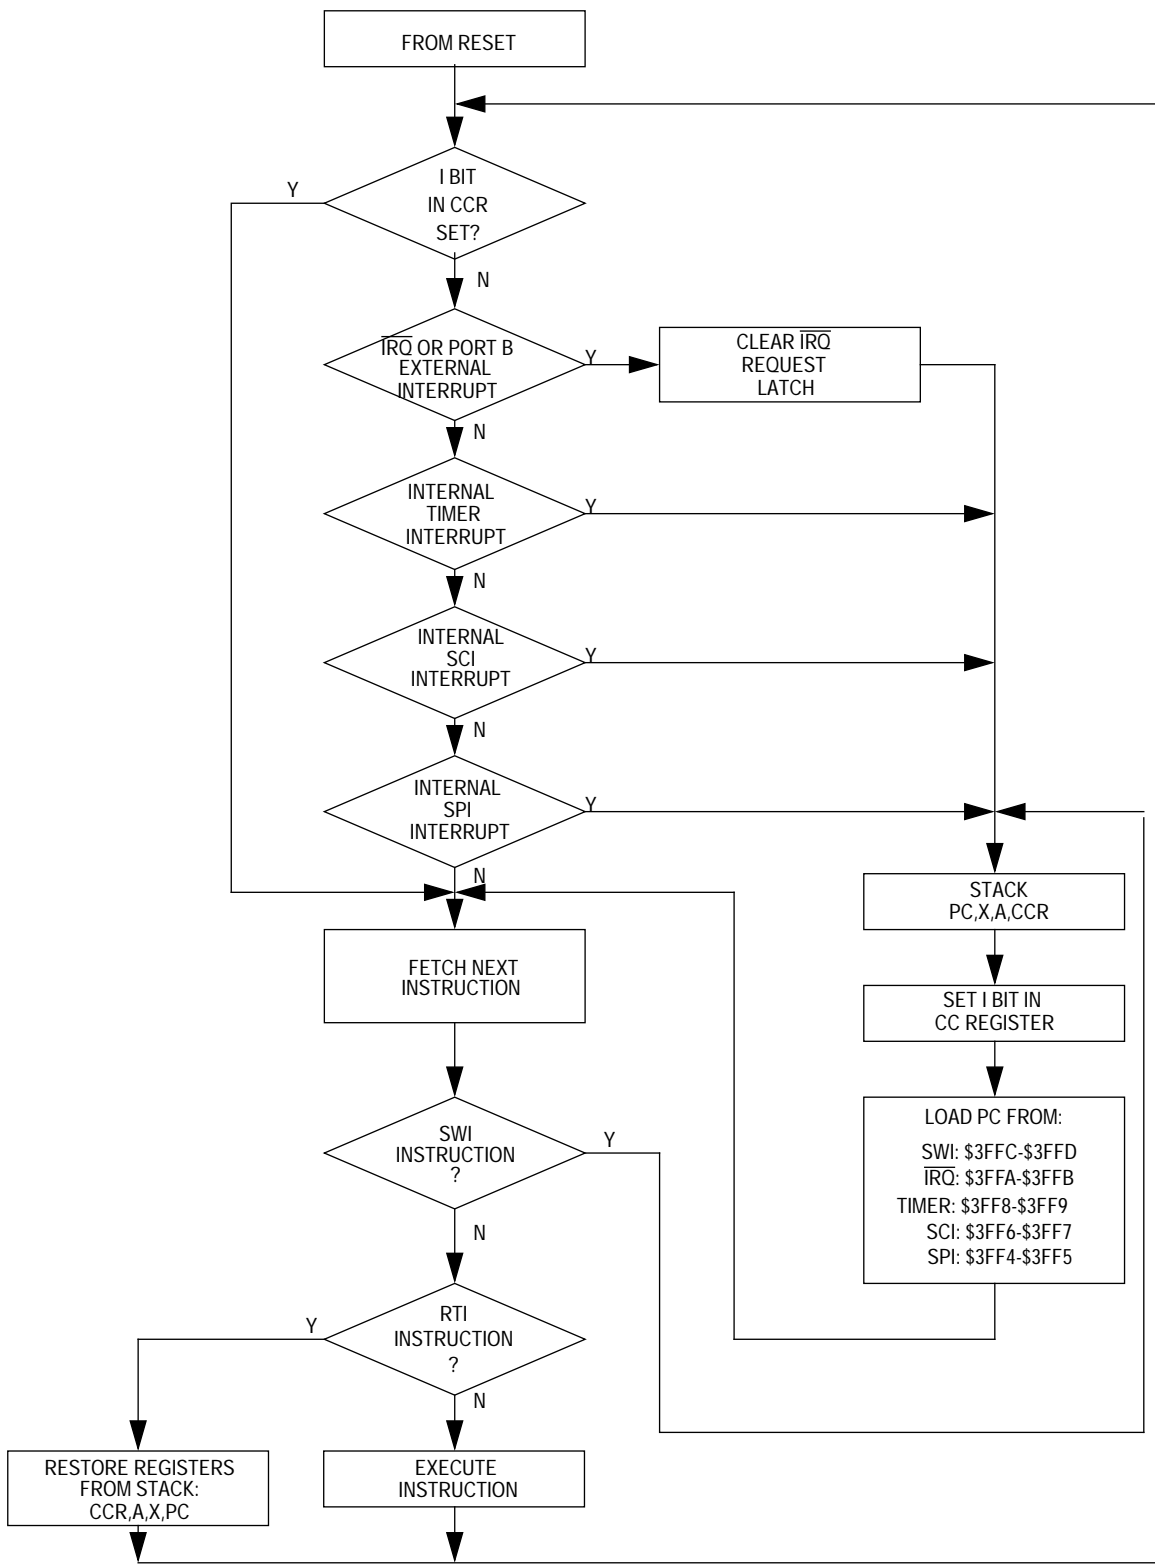 FROM RESET
I BIT
IN CCR
SET?
Y
N
I̅R̅Q̅ OR PORT B
EXTERNAL
INTERRUPT
Y
CLEAR I̅R̅Q̅
REQUEST
LATCH
N
INTERNAL
TIMER
INTERRUPT
Y
N
INTERNAL
SCI
INTERRUPT
Y
N
INTERNAL
SPI
INTERRUPT
Y
N
STACK
PC,X,A,CCR
FETCH NEXT
INSTRUCTION
SET I BIT IN
CC REGISTER
SWI
INSTRUCTION
?
Y
LOAD PC FROM:
SWI: $3FFC-$3FFD
I̅R̅Q̅: $3FFA-$3FFB
TIMER: $3FF8-$3FF9
SCI: $3FF6-$3FF7
SPI: $3FF4-$3FF5
N
RTI
INSTRUCTION
?
Y
N
RESTORE REGISTERS
FROM STACK:
CCR,A,X,PC
EXECUTE
INSTRUCTION